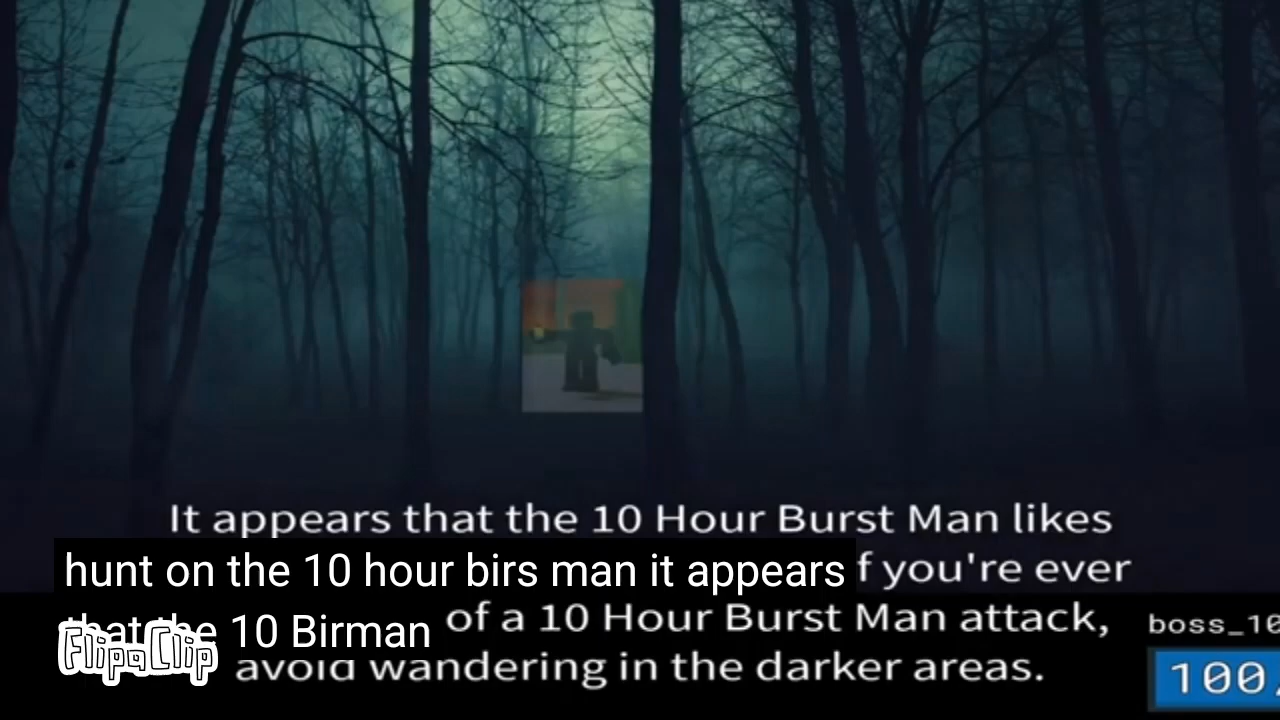 It appears that the 10 Hour Burst Man likes
hunt on the 10 hour birs man it appears
f you're ever
that the 10 Birman
of a 10 Hour Burst Man attack,
avoid wandering in the darker areas.
FlipaClip
boss_10
100